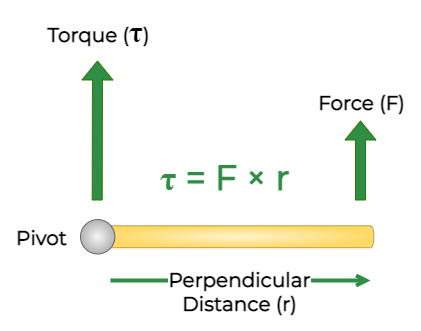 Torque (τ)
Force (F)
τ = F × r
Pivot
Perpendicular
Distance (r)